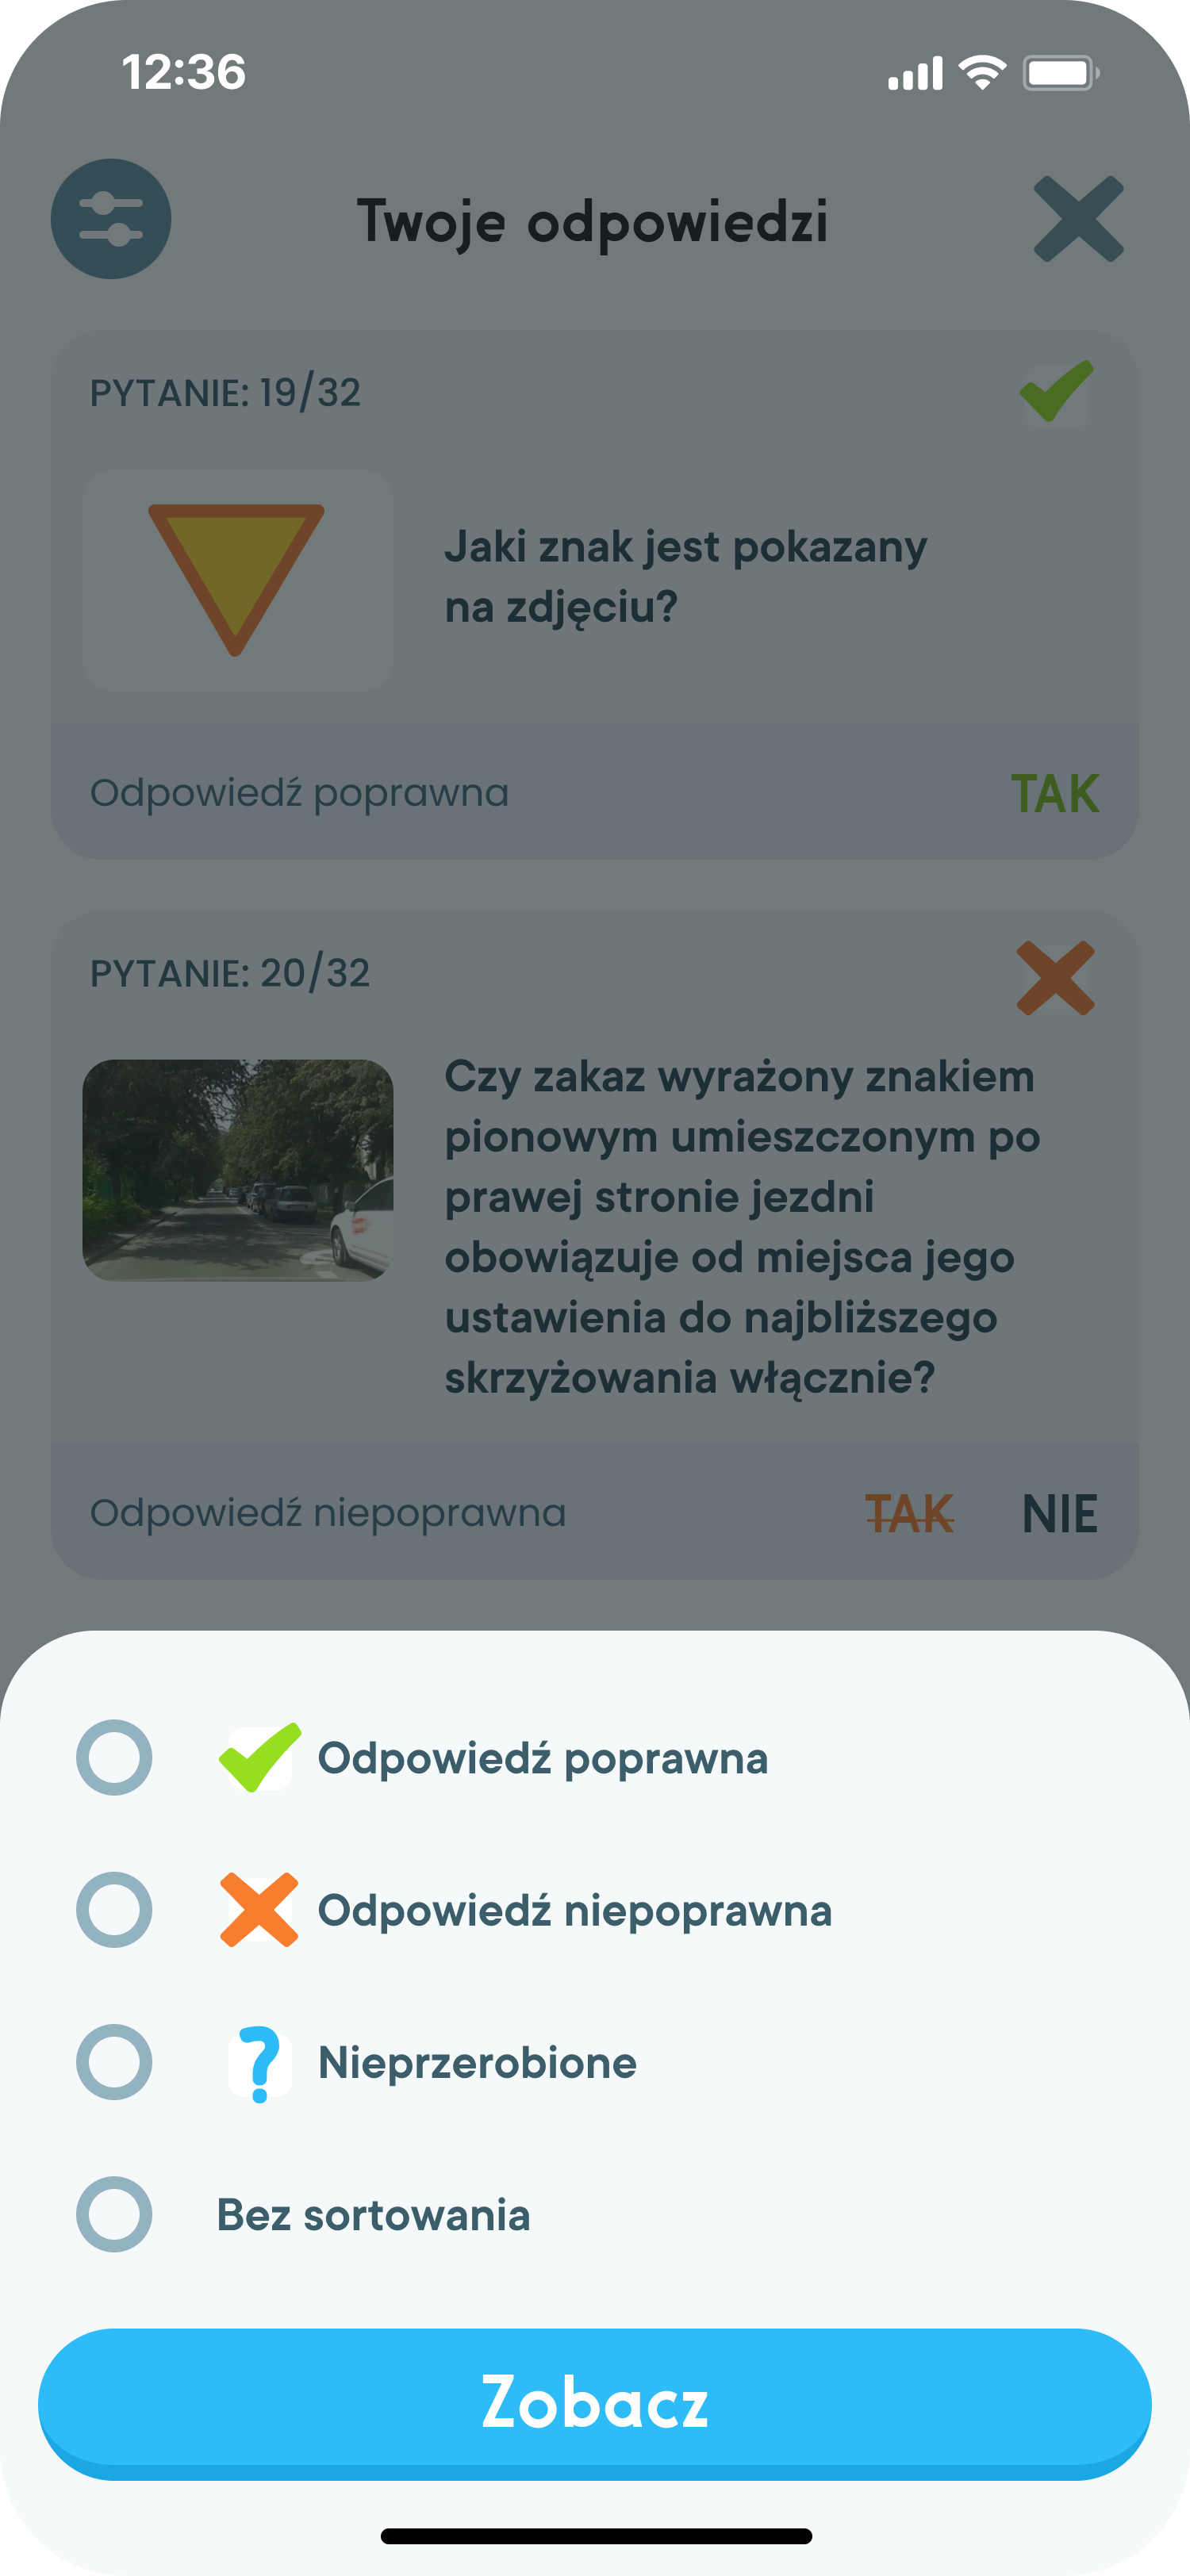 12:36
Twoje odpowiedzi
PYTANIE: 19/32
Jaki znak jest pokazany
na zdjęciu?
Odpowiedź poprawna
TAK
PYTANIE: 20/32
Czy zakaz wyrażony znakiem
pionowym umieszczonym po
prawej stronie jezdni
obowiązuje od miejsca jego
ustawienia do najbliższego
skrzyżowania włącznie?
Odpowiedź niepoprawna
TAK NIE
Odpowiedź poprawna
Odpowiedź niepoprawna
? Nieprzerobione
Bez sortowania
Zobacz